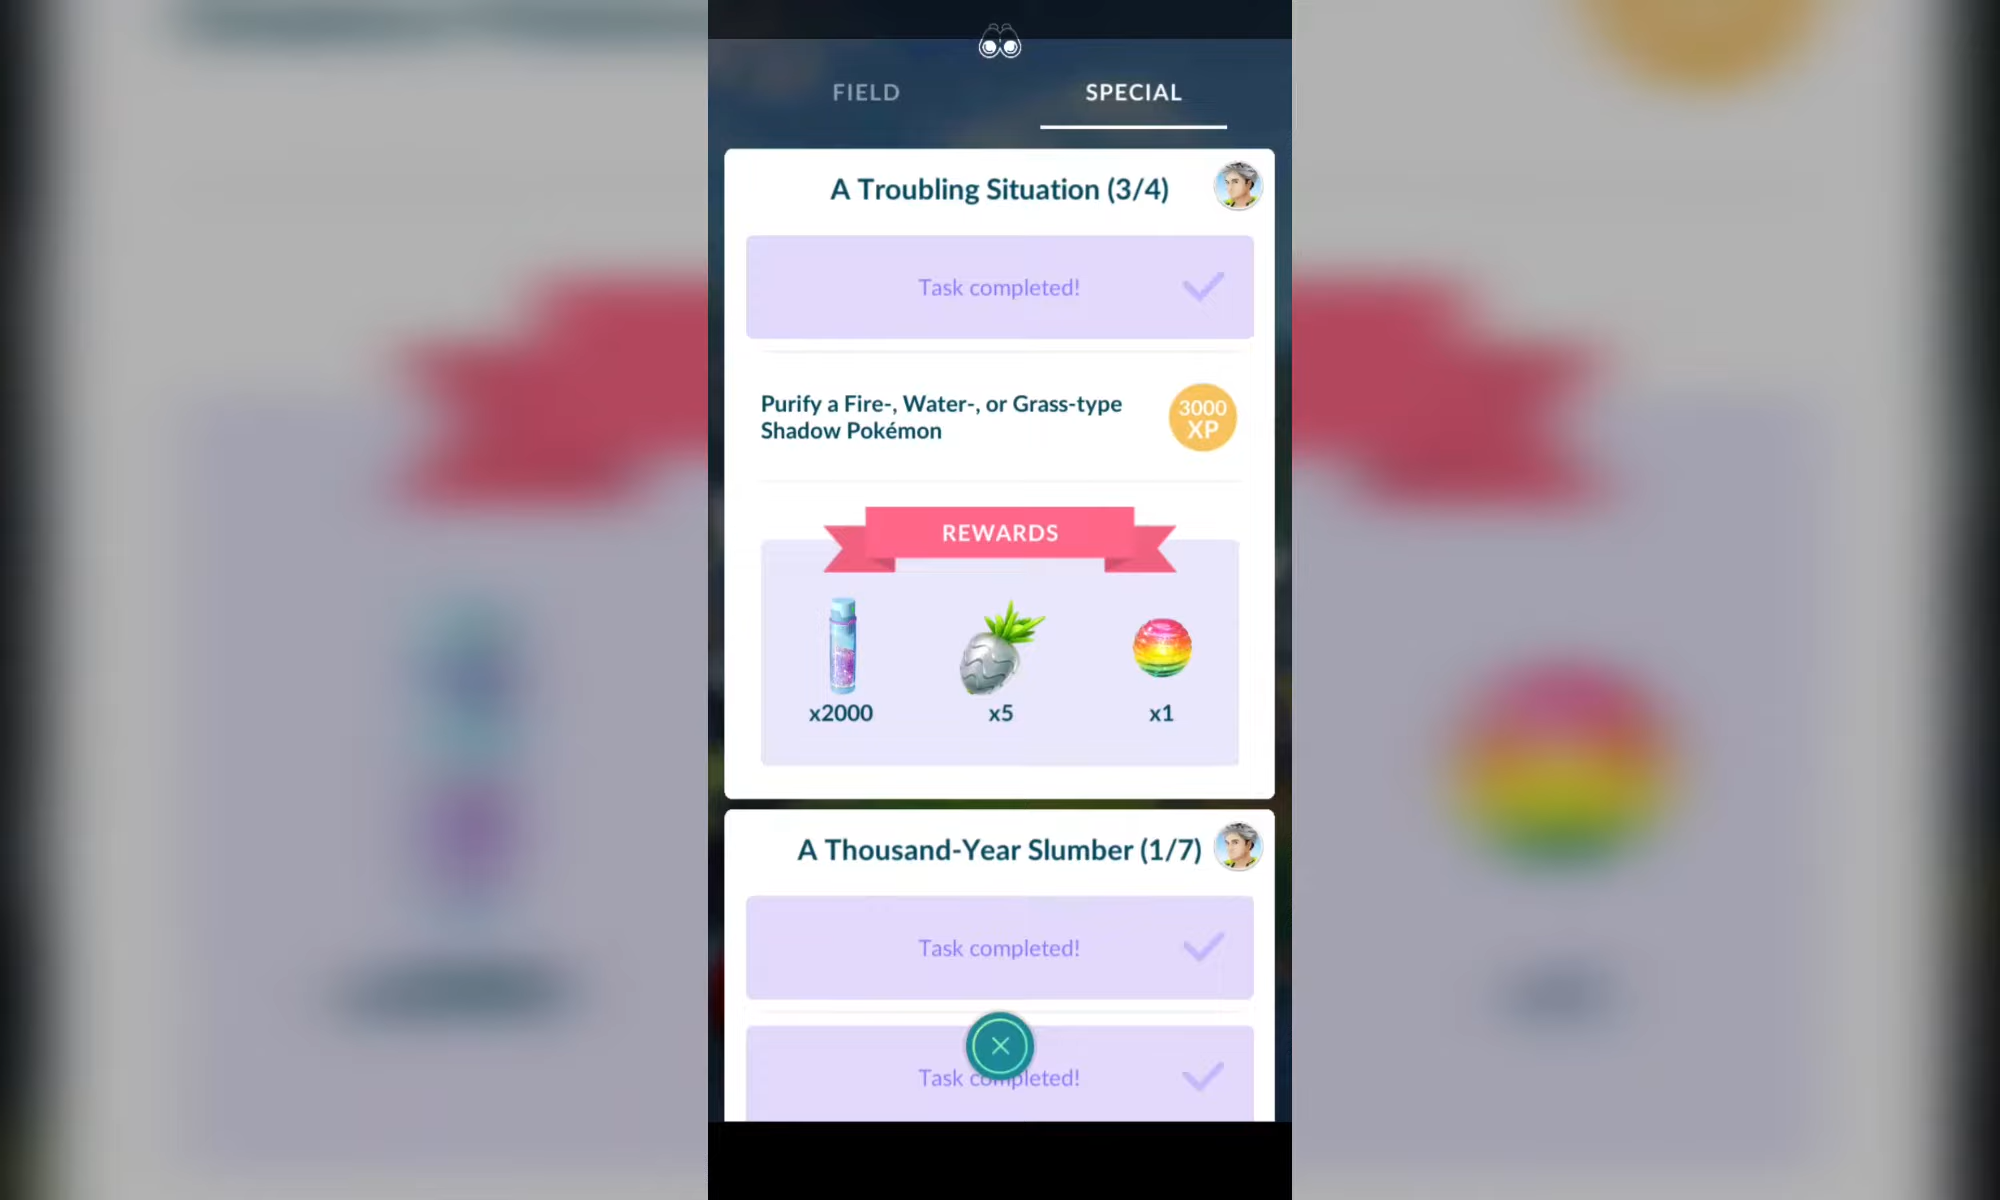 FIELD
SPECIAL
A Troubling Situation (3/4)
Task completed!
Purify a Fire-, Water-, or Grass-type
Shadow Pokémon
3000
XP
REWARDS
x2000
x5
x1
A Thousand-Year Slumber (1/7)
Task completed!
Task completed!